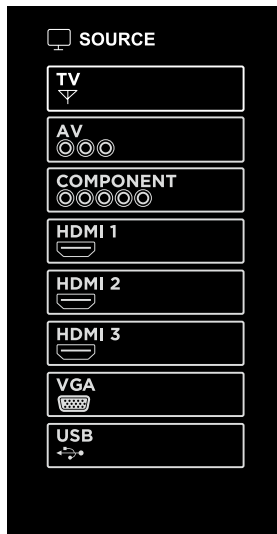 SOURCE
TV
AV
COMPONENT
HDMI 1
HDMI 2
HDMI 3
VGA
USB